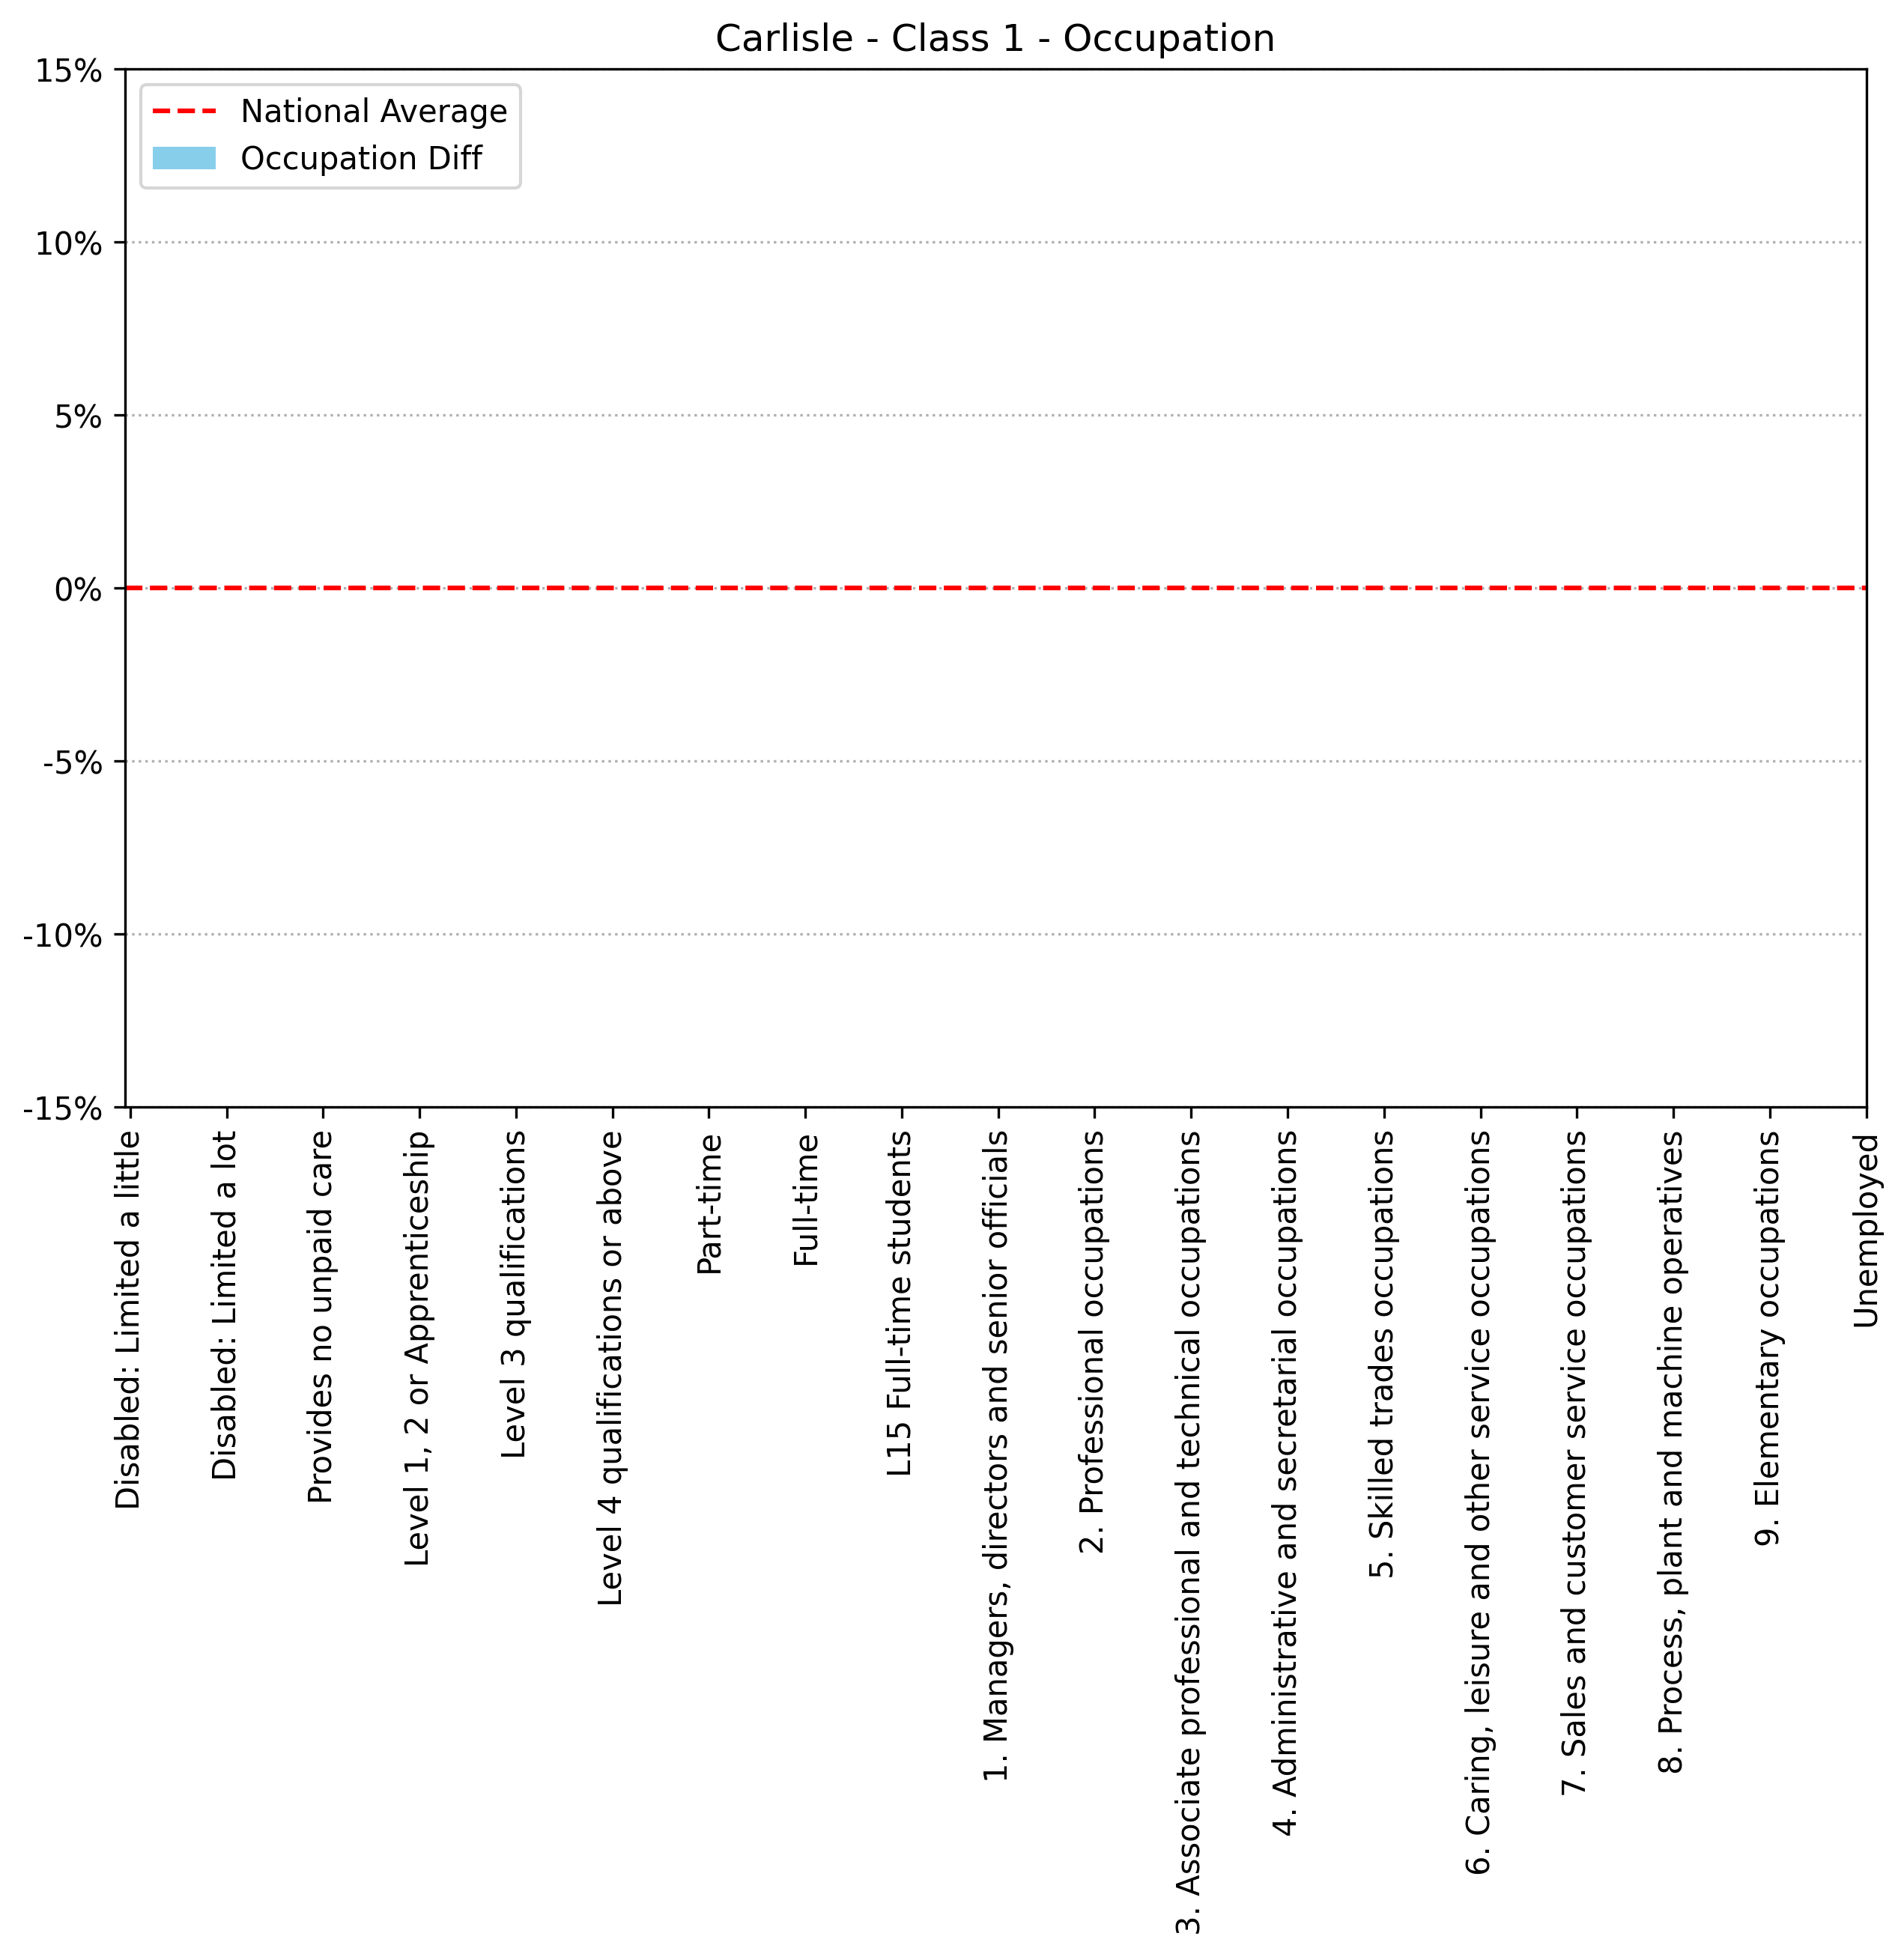 Carlisle - Class 1 - Occupation
15%
10%
5%
0%
-5%
-10%
-15%
National Average
Occupation Diff
Disabled: Limited a little
Disabled: Limited a lot
Provides no unpaid care
Level 1, 2 or Apprenticeship
Level 3 qualifications
Level 4 qualifications or above
Part-time
Full-time
L15 Full-time students
1. Managers, directors and senior officials
2. Professional occupations
3. Associate professional and technical occupations
4. Administrative and secretarial occupations
5. Skilled trades occupations
6. Caring, leisure and other service occupations
7. Sales and customer service occupations
8. Process, plant and machine operatives
9. Elementary occupations
Unemployed